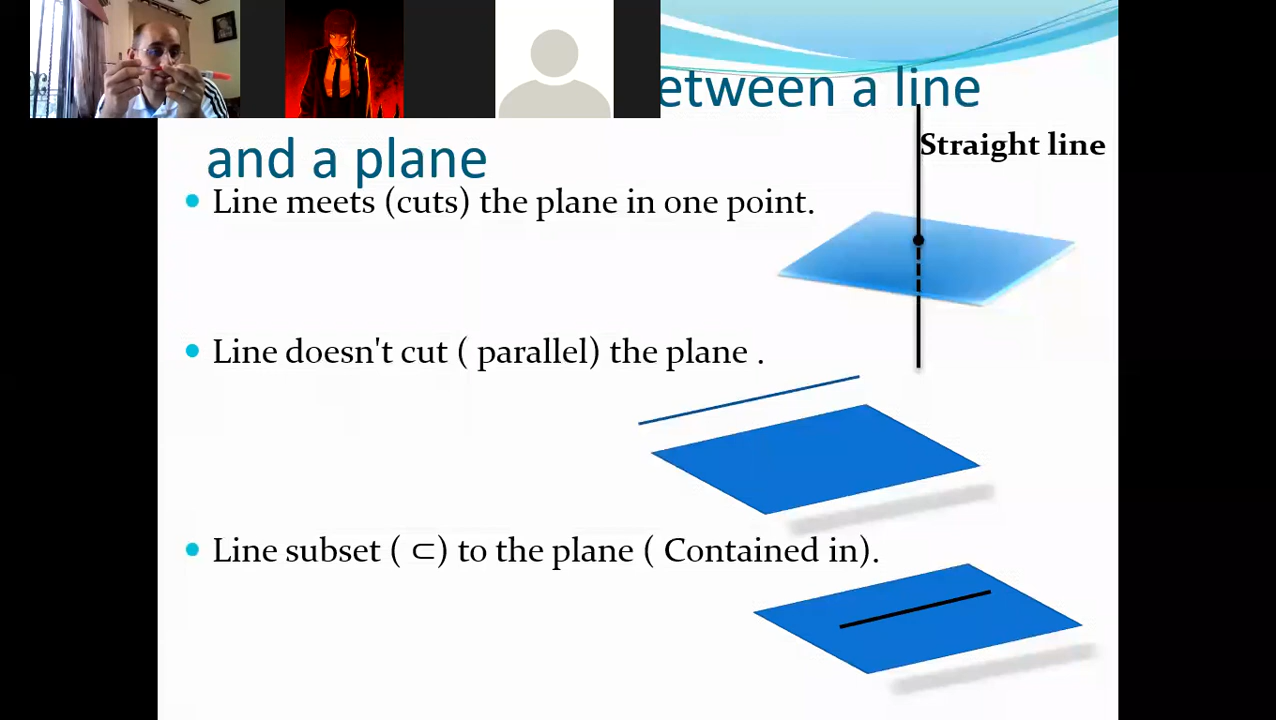 etween a line
and a plane
Straight line
• Line meets (cuts) the plane in one point.
• Line doesn't cut ( parallel) the plane .
• Line subset ( ⊂) to the plane ( Contained in).